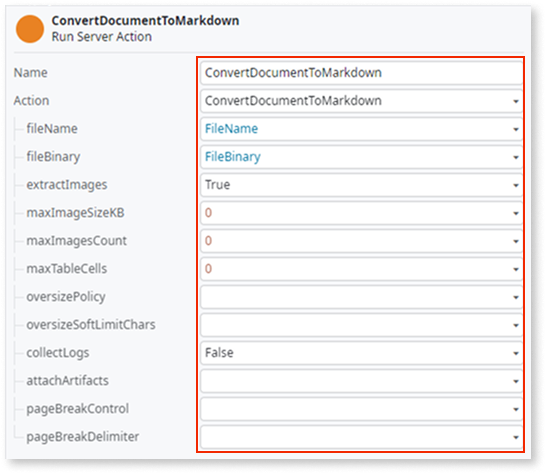 ConvertDocumentToMarkdown
Run Server Action
Name ConvertDocumentToMarkdown
Action ConvertDocumentToMarkdown
fileName FileName
fileBinary FileBinary
extractImages True
maxImageSizeKB 0
maxImagesCount 0
maxTableCells 0
oversizePolicy
oversizeSoftLimitChars
collectLogs False
attachArtifacts
pageBreakControl
pageBreakDelimiter